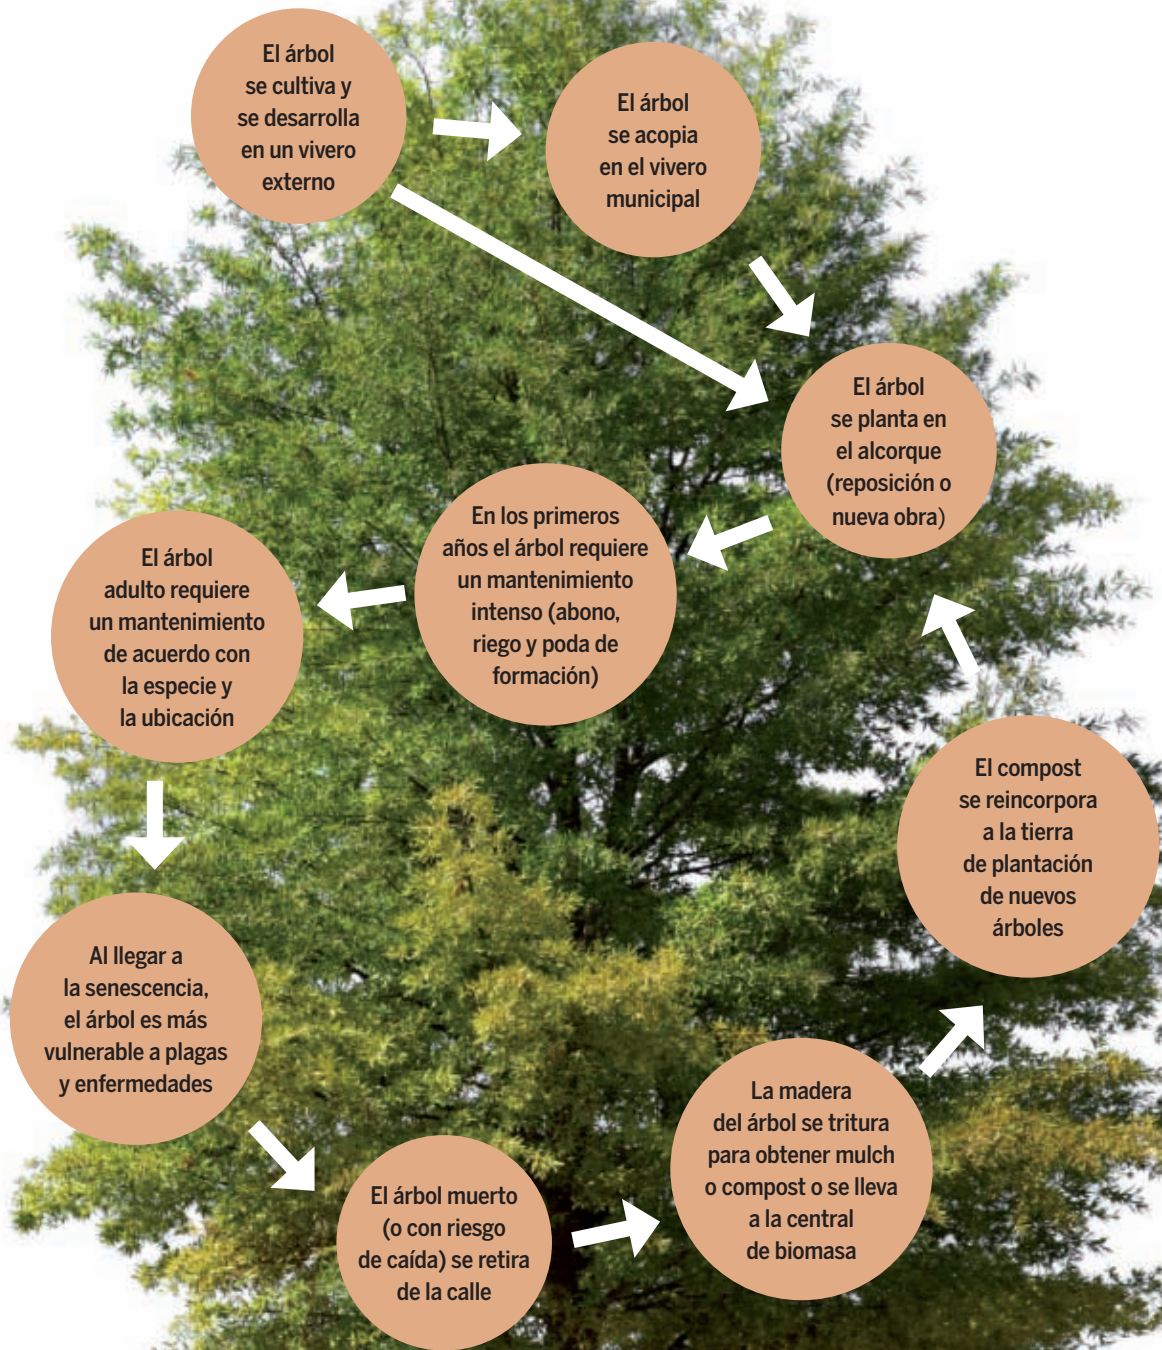 El árbol
se cultiva y
se desarrolla
en un vivero
externo
El árbol
se acopia
en el vivero
municipal
El árbol
se planta en
el alcorque
(reposición o
nueva obra)
En los primeros
años el árbol requiere
un mantenimiento
intenso (abono,
riego y poda de
formación)
El árbol
adulto requiere
un mantenimiento
de acuerdo con
la especie y
la ubicación
Al llegar a
la senescencia,
el árbol es más
vulnerable a plagas
y enfermedades
El árbol muerto
(o con riesgo
de caída) se retira
de la calle
La madera
del árbol se tritura
para obtener mulch
o compost o se lleva
a la central
de biomasa
El compost
se reincorpora
a la tierra
de plantación
de nuevos
árboles